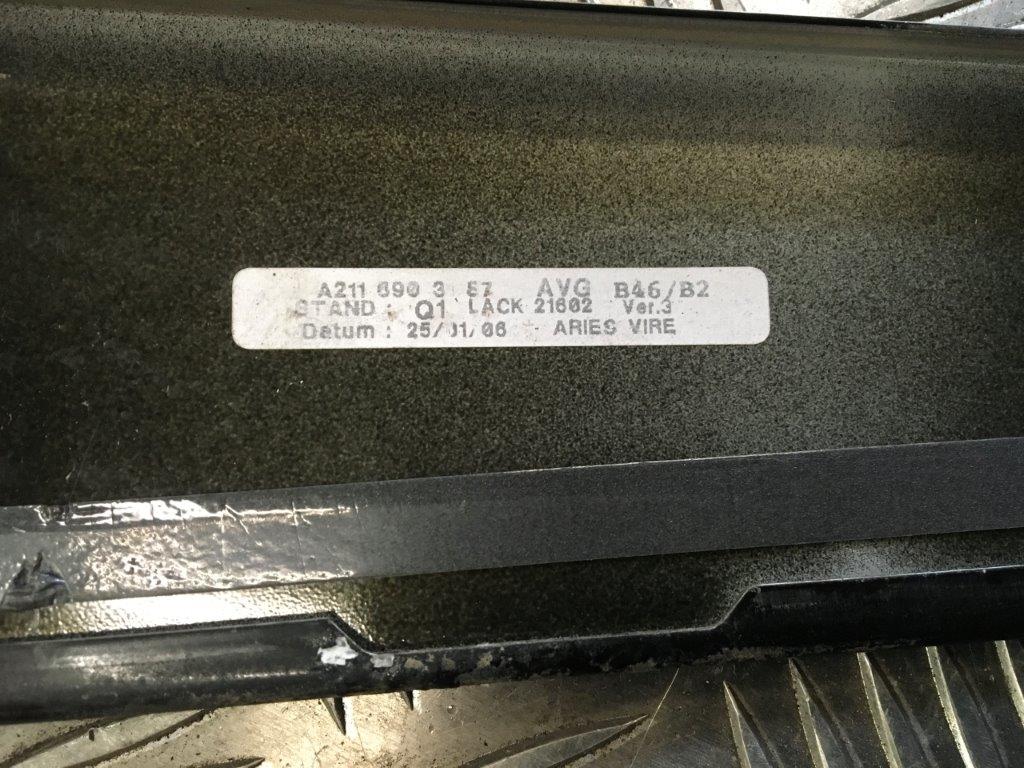 A211 690 3 87 AVG B46/B2
STAND : Q1 LACK 21602 Ver.3
Datum : 25/01/06 - ARIES VIRE